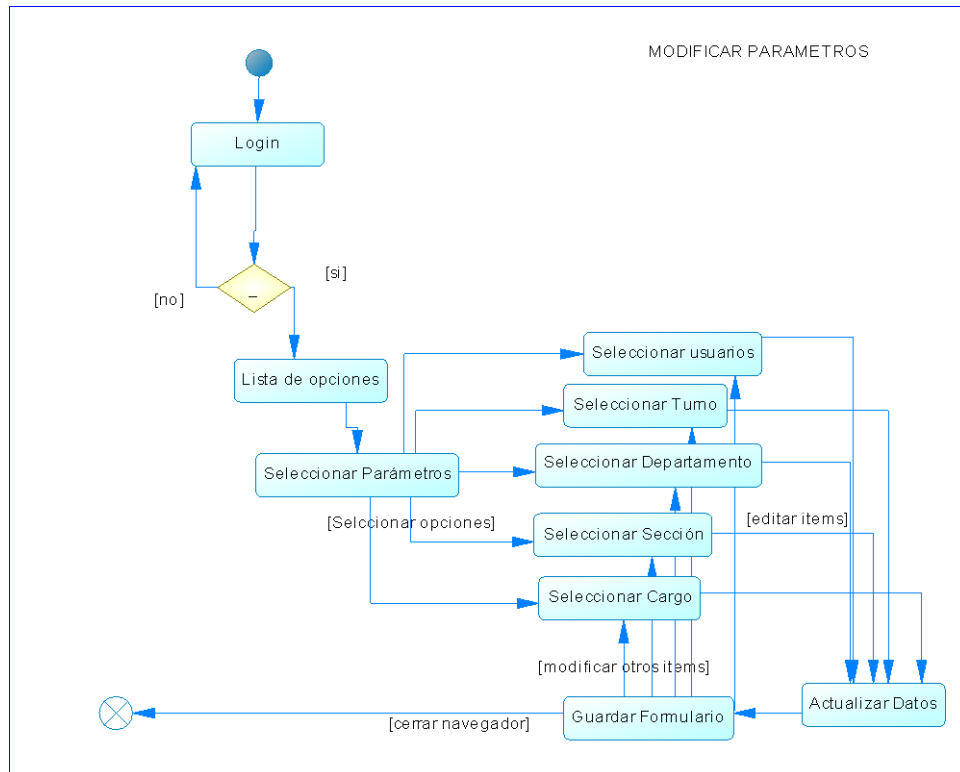 MODIFICAR PARAMETROS
Login
[si]
[no]
_
Lista de opciones
Seleccionar usuarios
Seleccionar Turno
Seleccionar Parámetros
Seleccionar Departamento
[Selccionar opciones]
[editar items]
Seleccionar Sección
Seleccionar Cargo
[modificar otros items]
Actualizar Datos
Guardar Formulario
[cerrar navegador]